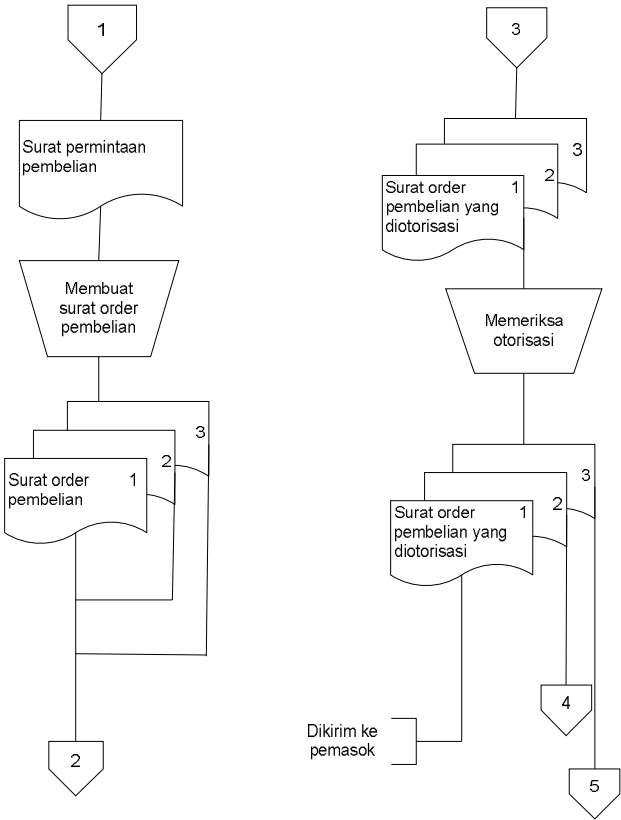 1
Surat permintaan
pembelian
Membuat
surat order
pembelian
3
2
Surat order 1
pembelian
2
3
3
2
Surat order 1
pembelian yang
diotorisasi
Memeriksa
otorisasi
3
2
Surat order 1
pembelian yang
diotorisasi
4
Dikirim ke
pemasok
5